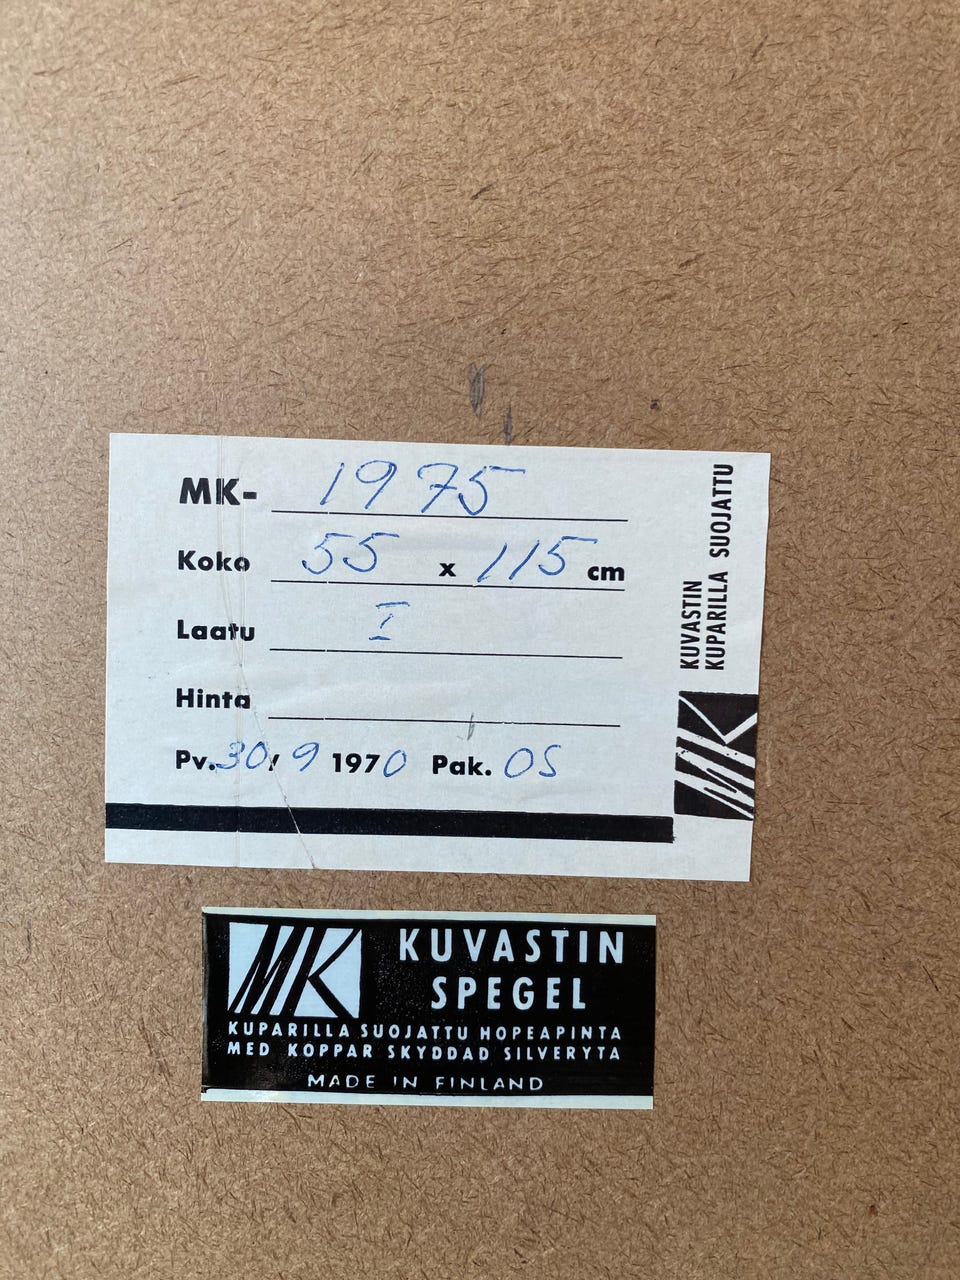 MK- 1975
Koko 55 x 115 cm
Laatu I
Hinta
Pv. 30/ 9 1970 Pak. OS
KUVASTIN
KUPARILLA SUOJATTU
MK
MK
KUVASTIN
SPEGEL
KUPARILLA SUOJATTU HOPEAPINTA
MED KOPPAR SKYDDAD SILVERYTA
MADE IN FINLAND